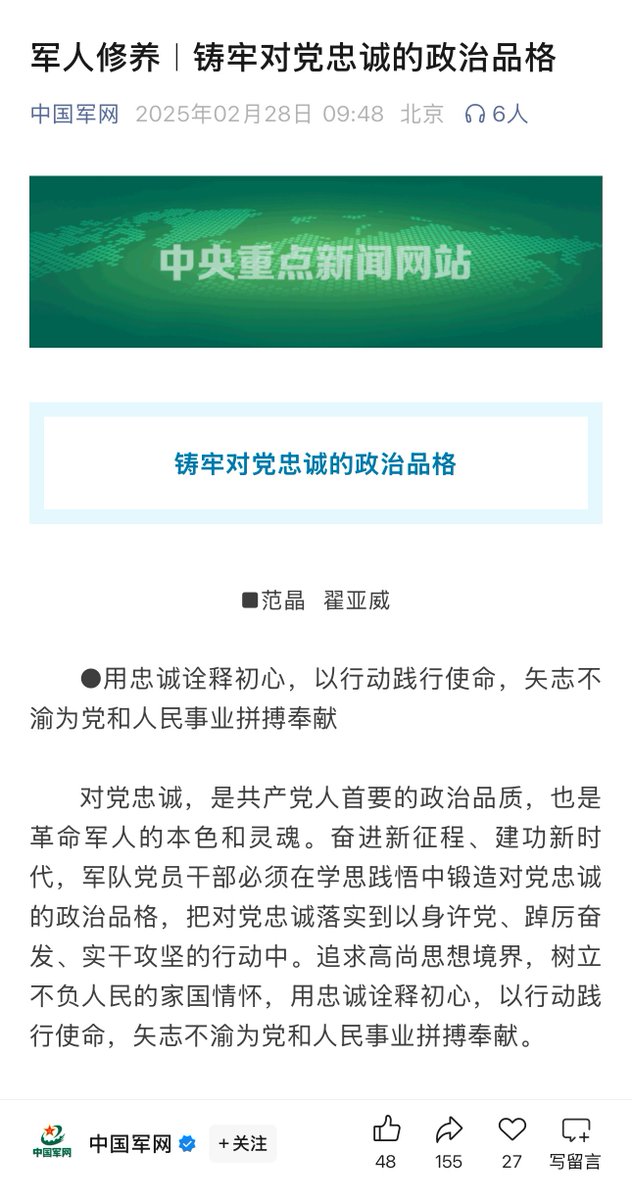 军人修养｜铸牢对党忠诚的政治品格
中国军网 2025年02月28日 09:48 北京 6人
中央重点新闻网站
铸牢对党忠诚的政治品格
■范晶 翟亚威
●用忠诚诠释初心，以行动践行使命，矢志不
渝为党和人民事业拼搏奉献
对党忠诚，是共产党人首要的政治品质，也是
革命军人的本色和灵魂。奋进新征程、建功新时
代，军队党员干部必须在学思践悟中锻造对党忠诚
的政治品格，把对党忠诚落实到以身许党、踔厉奋
发、实干攻坚的行动中。追求高尚思想境界，树立
不负人民的家国情怀，用忠诚诠释初心，以行动践
行使命，矢志不渝为党和人民事业拼搏奉献。
中国军网
中国军网 +关注
48 155 27 写留言